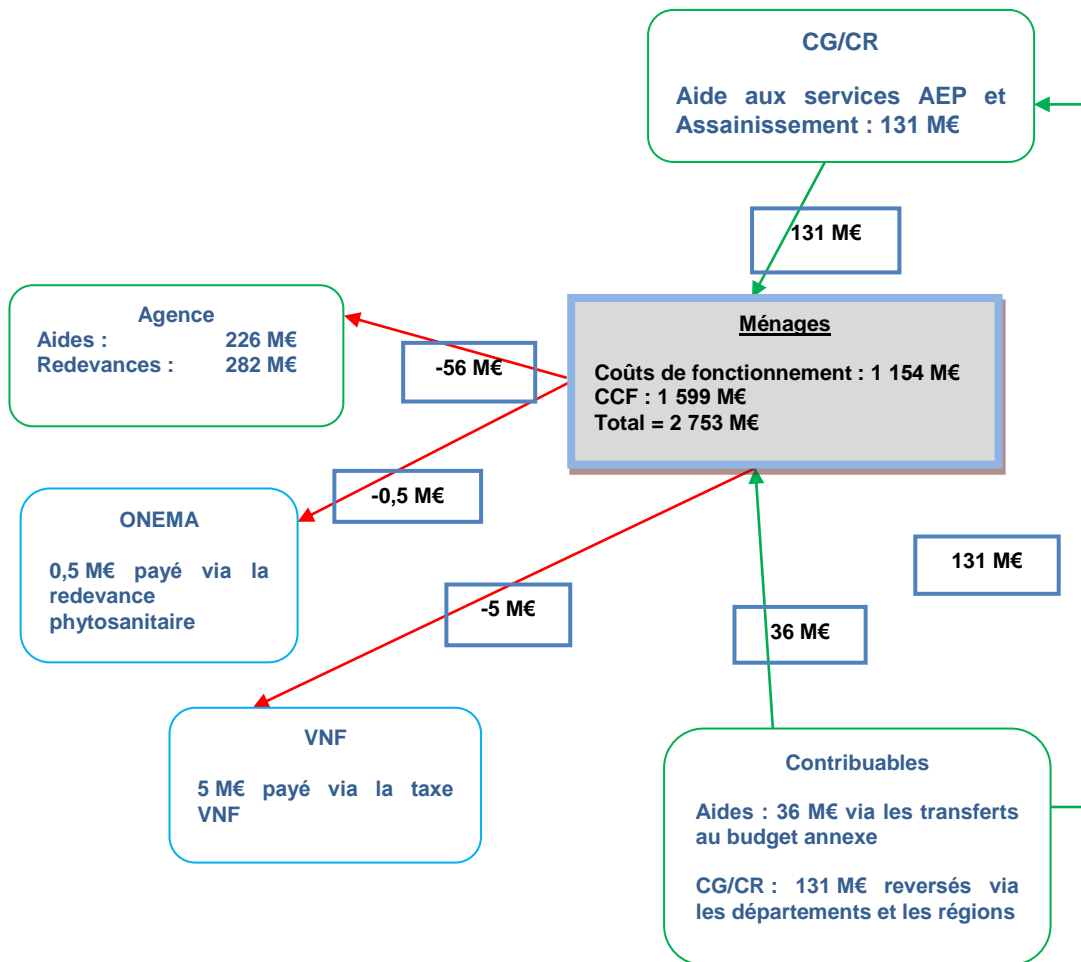 CG/CR
Aide aux services AEP et
Assainissement : 131 M€
131 M€
Agence
Aides : 226 M€
Redevances : 282 M€
-56 M€
Ménages
Coûts de fonctionnement : 1 154 M€
CCF : 1 599 M€
Total = 2 753 M€
-0,5 M€
ONEMA
0,5 M€ payé via la
redevance
phytosanitaire
-5 M€
131 M€
36 M€
VNF
5 M€ payé via la taxe
VNF
Contribuables
Aides : 36 M€ via les transferts
au budget annexe
CG/CR : 131 M€ reversés via
les départements et les régions